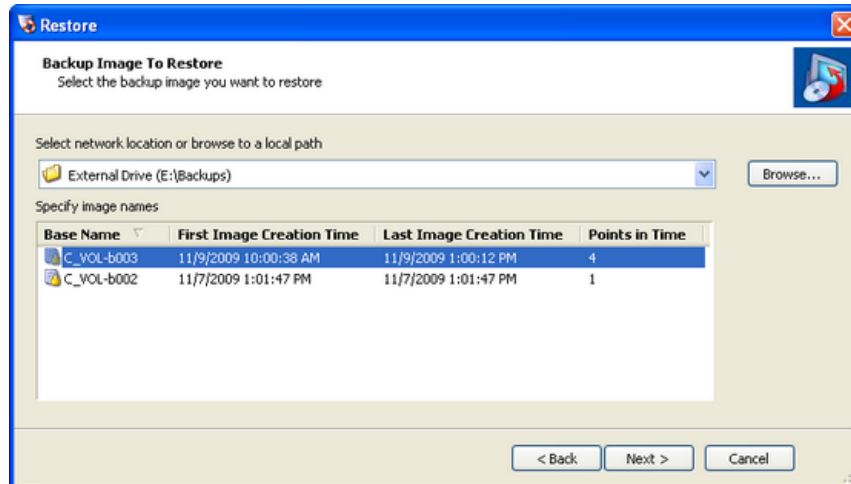 Restore
Backup Image To Restore
Select the backup image you want to restore
Select network location or browse to a local path
External Drive (E:\Backups)
Browse...
Specify image names
Base Name First Image Creation Time Last Image Creation Time Points in Time
C_VOL-b003 11/9/2009 10:00:38 AM 11/9/2009 1:00:12 PM 4
C_VOL-b002 11/7/2009 1:01:47 PM 11/7/2009 1:01:47 PM 1
< Back Next > Cancel